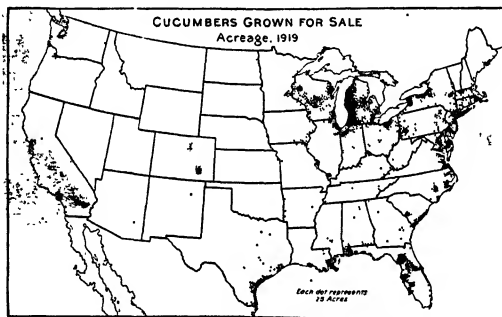 CUCUMBERS GROWN FOR SALE
Acreage, 1919
Each dot represents
25 Acres